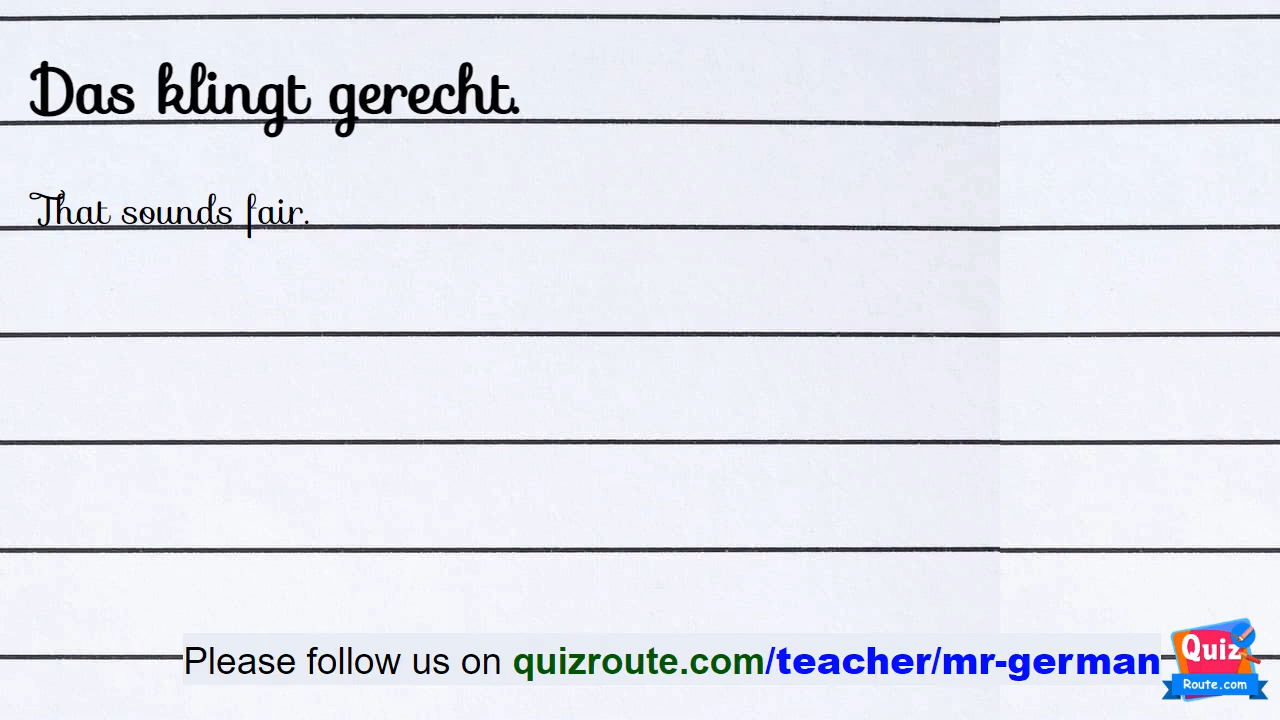 Das klingt gerecht.
That sounds fair.
Please follow us on quizroute.com/teacher/mr-german
Quiz
Route.com